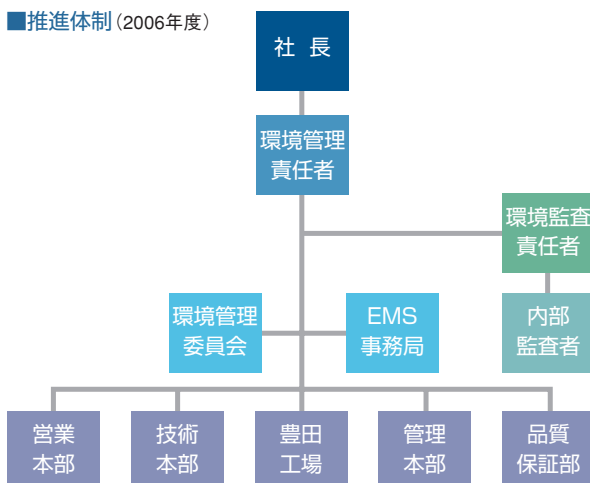 ■推進体制(2006年度)
社 長
環境管理
責任者
環境監査
責任者
環境管理
委員会
EMS
事務局
内部
監査者
営業
本部
技術
本部
豊田
工場
管理
本部
品質
保証部